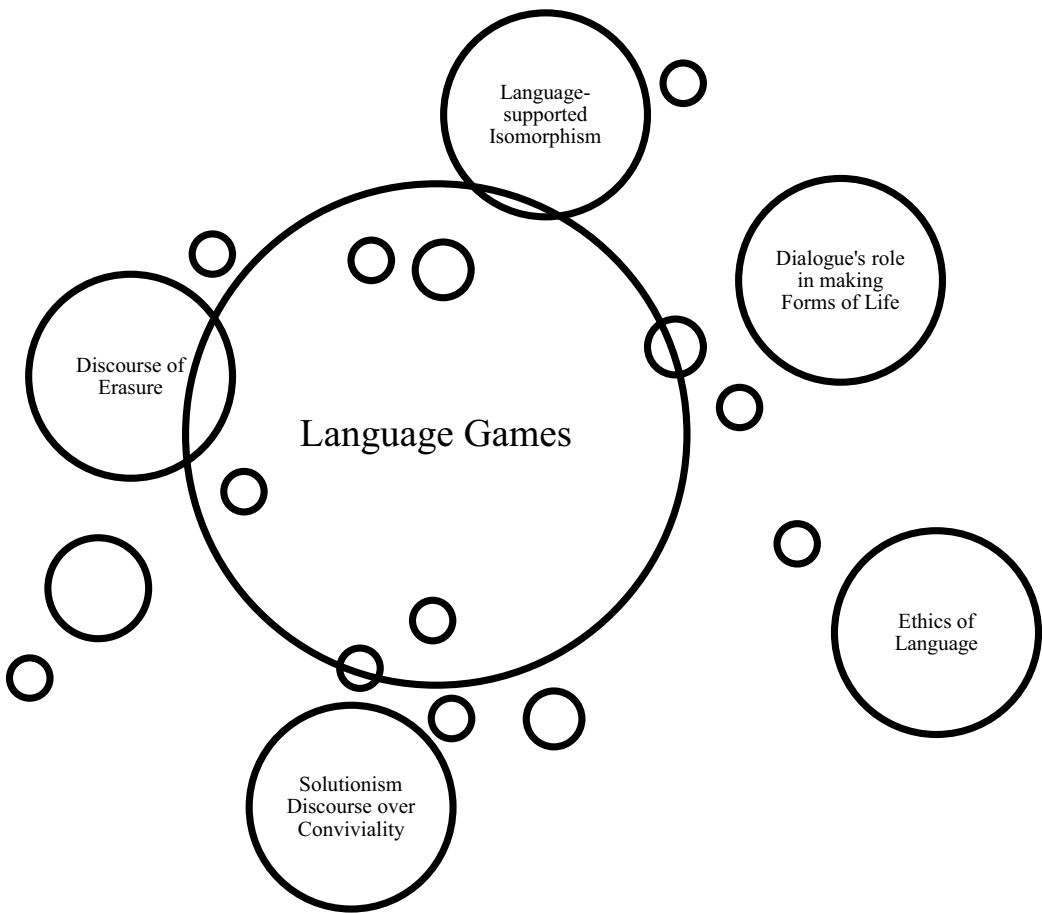 Language-
supported
Isomorphism
Dialogue's role
in making
Forms of Life
Discourse of
Erasure
Language Games
Ethics of
Language
Solutionism
Discourse over
Conviviality